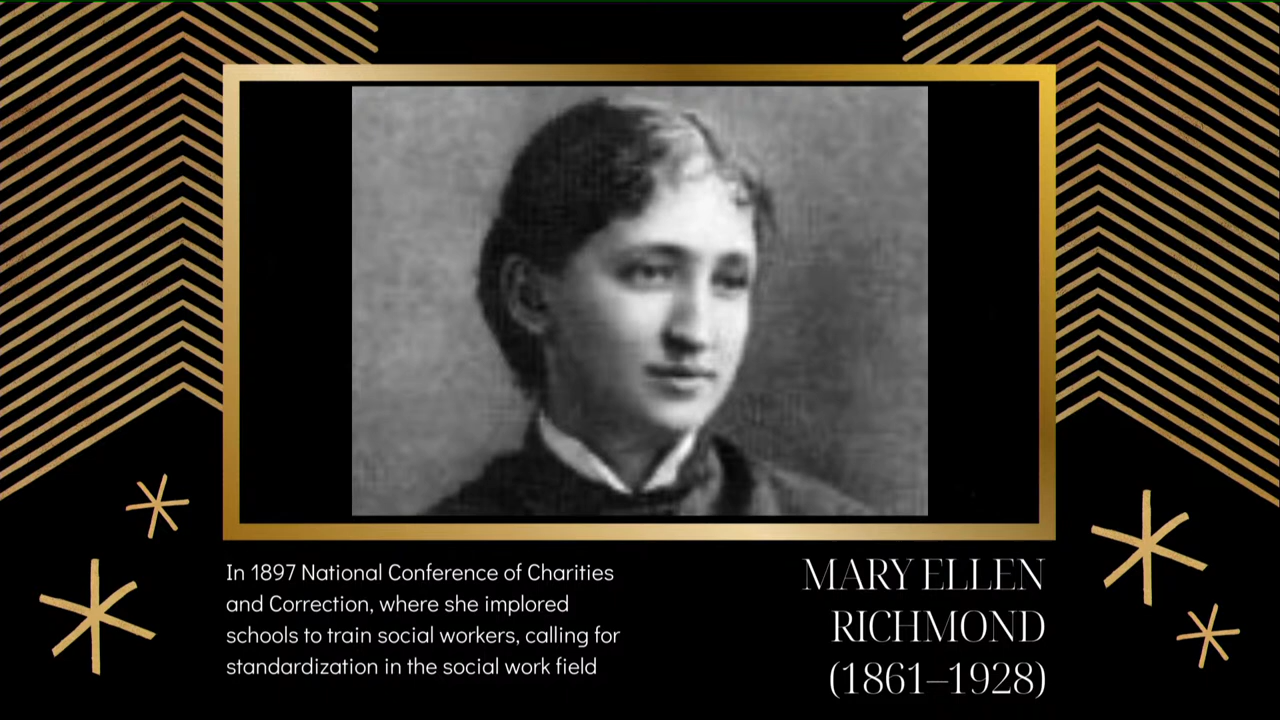 In 1897 National Conference of Charities
and Correction, where she implored
schools to train social workers, calling for
standardization in the social work field
MARY ELLEN
RICHMOND
(1861–1928)